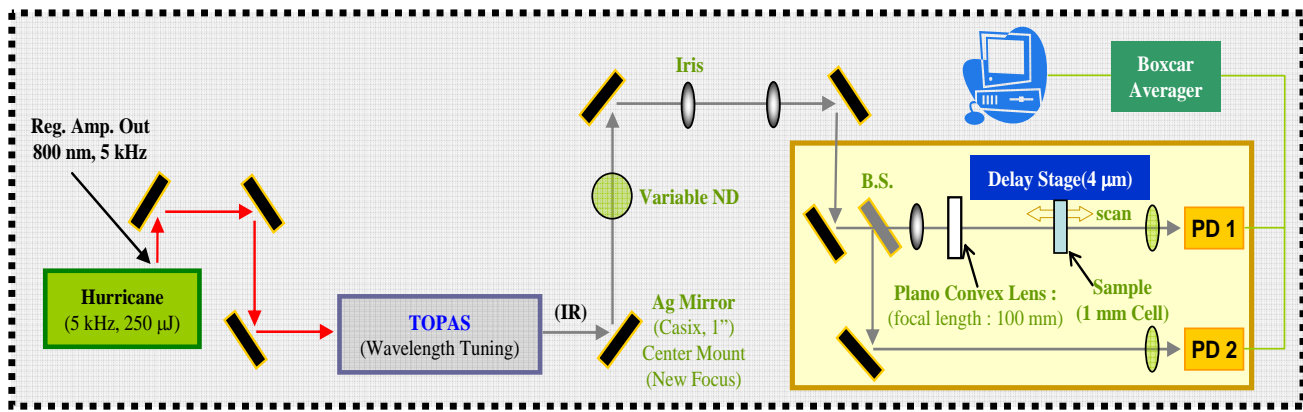 Reg. Amp. Out
800 nm, 5 kHz
Hurricane
(5 kHz, 250 μJ)
TOPAS
(Wavelength Tuning)
(IR)
Ag Mirror
(Casix, 1”)
Center Mount
(New Focus)
Variable ND
Iris
Boxcar
Averager
B.S.
Delay Stage(4 μm)
scan
PD 1
Plano Convex Lens :
(focal length : 100 mm)
Sample
(1 mm Cell)
PD 2